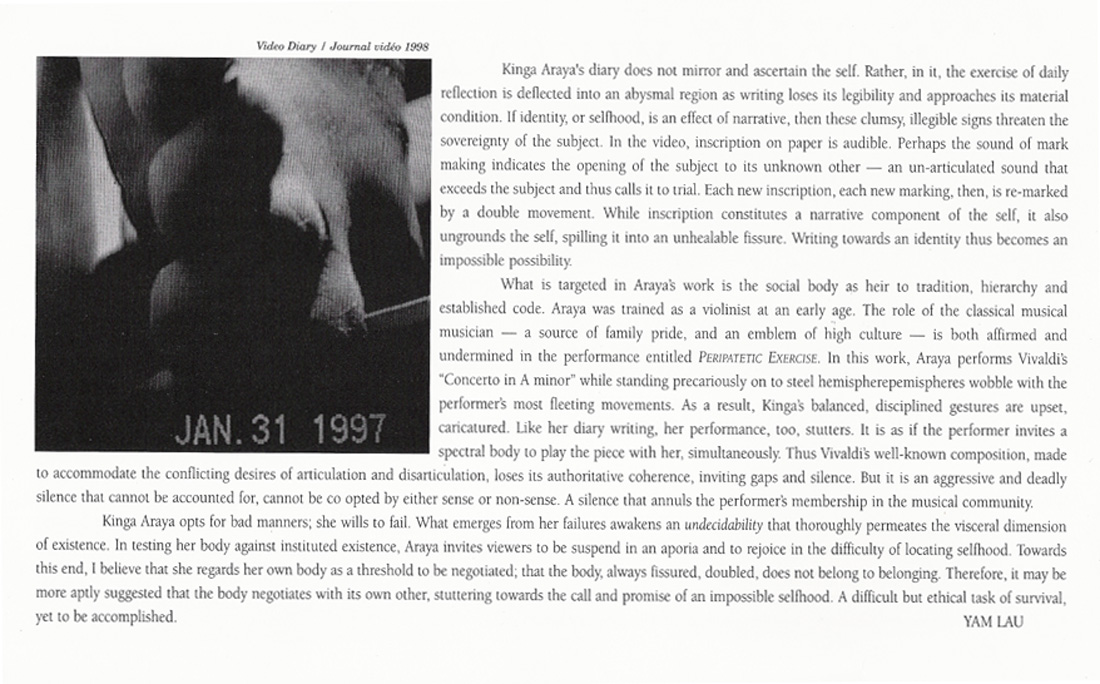 Video Diary / Journal vidéo 1998
Kinga Araya's diary does not mirror and ascertain the self. Rather, in it, the exercise of daily
reflection is deflected into an abysmal region as writing loses its legibility and approaches its material
condition. If identity, or selfhood, is an effect of narrative, then these clumsy, illegible signs threaten the
sovereignty of the subject. In the video, inscription on paper is audible. Perhaps the sound of mark
making indicates the opening of the subject to its unknown other — an un-articulated sound that
exceeds the subject and thus calls it to trial. Each new inscription, each new marking, then, is re-marked
by a double movement. While inscription constitutes a narrative component of the self, it also
ungrounds the self, spilling it into an unhealable fissure. Writing towards an identity thus becomes an
impossible possibility.
What is targeted in Araya's work is the social body as heir to tradition, hierarchy and
established code. Araya was trained as a violinist at an early age. The role of the classical musical
musician — a source of family pride, and an emblem of high culture — is both affirmed and
undermined in the performance entitled PERIPATETIC EXERCISE. In this work, Araya performs Vivaldi's
"Concerto in A minor" while standing precariously on to steel hemispherepemispheres wobble with the
performer's most fleeting movements. As a result, Kinga's balanced, disciplined gestures are upset,
caricatured. Like her diary writing, her performance, too, stutters. It is as if the performer invites a
spectral body to play the piece with her, simultaneously. Thus Vivaldi's well-known composition, made
to accommodate the conflicting desires of articulation and disarticulation, loses its authoritative coherence, inviting gaps and silence. But it is an aggressive and deadly
silence that cannot be accounted for, cannot be co opted by either sense or non-sense. A silence that annuls the performer's membership in the musical community.
Kinga Araya opts for bad manners; she wills to fail. What emerges from her failures awakens an undecidability that thoroughly permeates the visceral dimension
of existence. In testing her body against instituted existence, Araya invites viewers to be suspend in an aporia and to rejoice in the difficulty of locating selfhood. Towards
this end, I believe that she regards her own body as a threshold to be negotiated; that the body, always fissured, doubled, does not belong to belonging. Therefore, it may be
more aptly suggested that the body negotiates with its own other, stuttering towards the call and promise of an impossible selfhood. A difficult but ethical task of survival,
yet to be accomplished.
YAM LAU
JAN. 31 1997